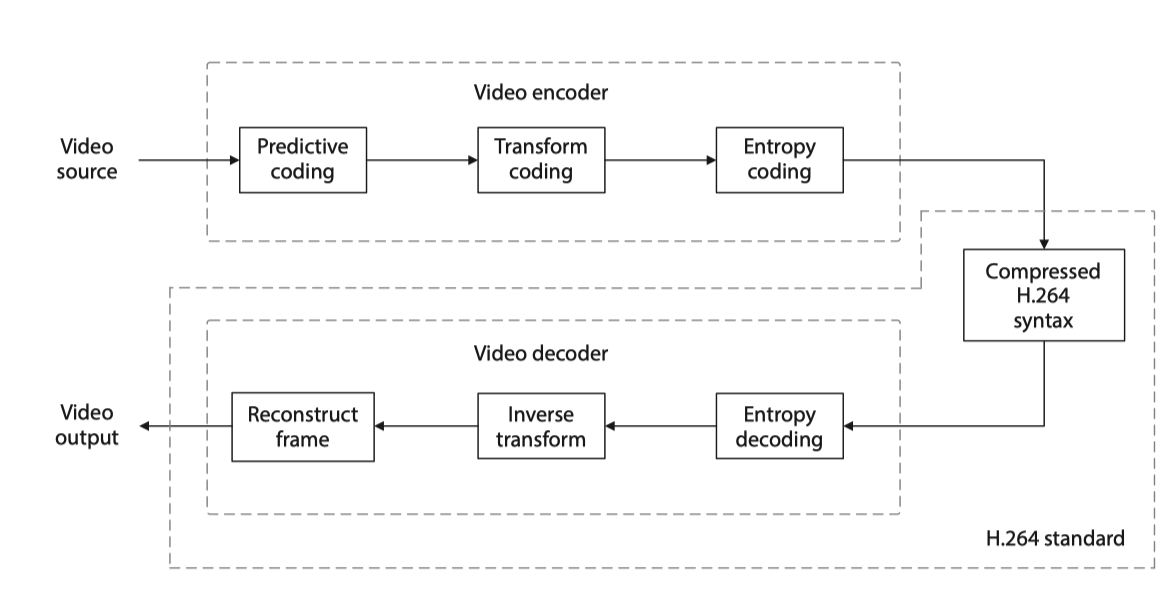 Video encoder
Video
source
Predictive
coding
Transform
coding
Entropy
coding
Compressed
H.264
syntax
Video decoder
Video
output
Reconstruct
frame
Inverse
transform
Entropy
decoding
H.264 standard